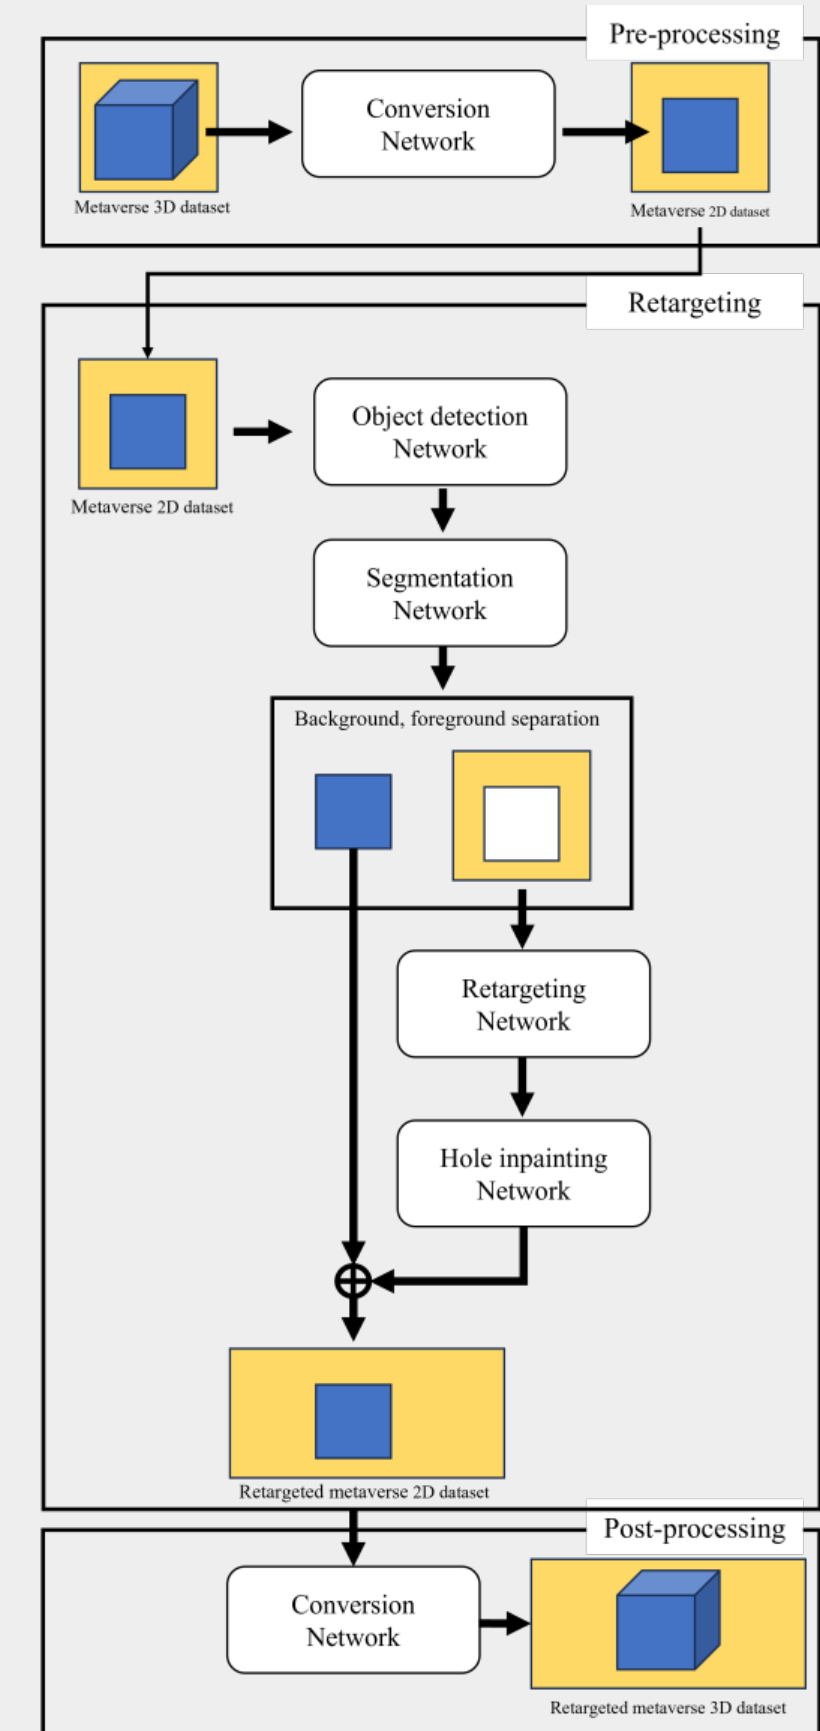 Pre-processing
Conversion
Network
Metaverse 3D dataset
Metaverse 2D dataset
Retargeting
Metaverse 2D dataset
Object detection
Network
Segmentation
Network
Background, foreground separation
Retargeting
Network
Hole inpainting
Network
Retargeted metaverse 2D dataset
Post-processing
Conversion
Network
Retargeted metaverse 3D dataset